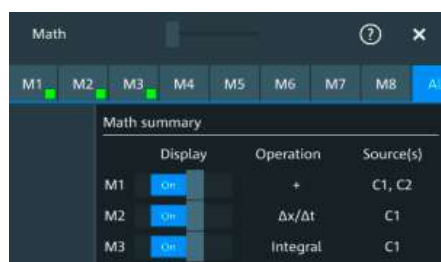 Math ?
M1 M2 M3 M4 M5 M6 M7 M8 A
Math summary
Display Operation Source(s)
M1 On + C1, C2
M2 On Δx/Δt C1
M3 On Integral C1